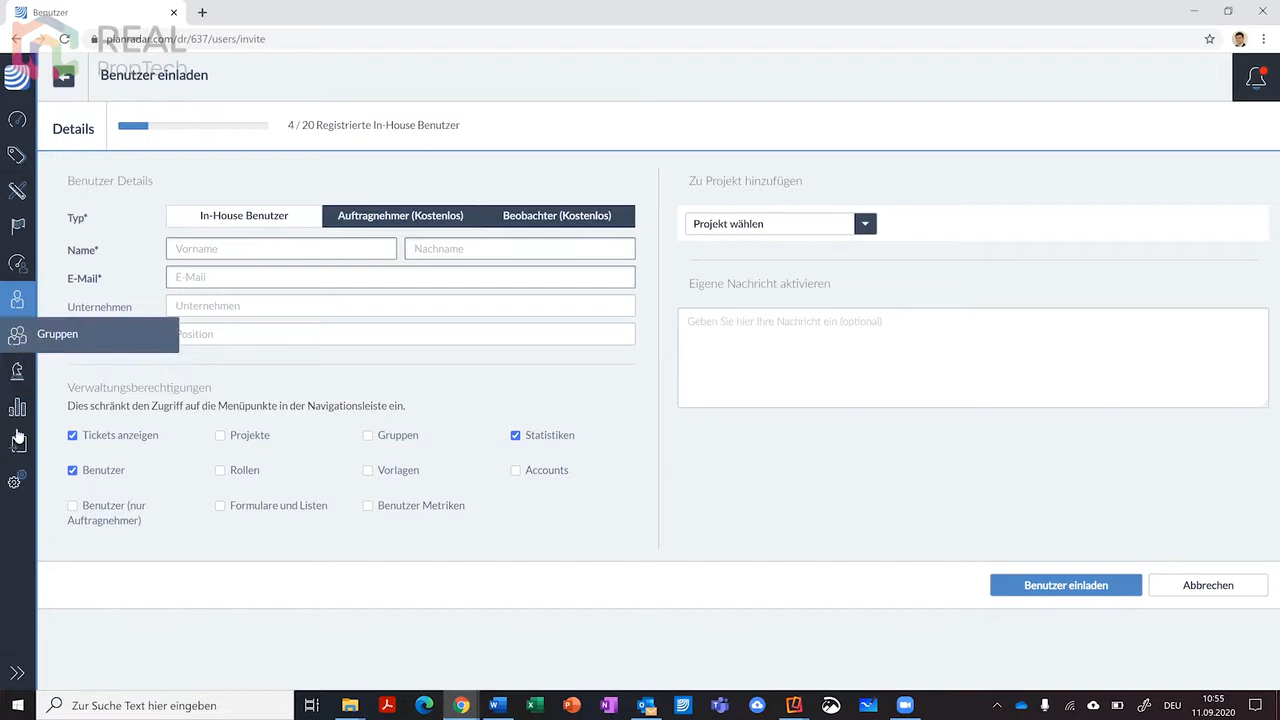 Benutzer
planradar.com/dr/637/users/invite
REAL
PropTech
Benutzer einladen
Details
4 / 20 Registrierte In-House Benutzer
Benutzer Details
Typ*
In-House Benutzer
Auftragnehmer (Kostenlos)
Beobachter (Kostenlos)
Name*
Vorname
Nachname
E-Mail*
E-Mail
Unternehmen
Unternehmen
Gruppen
Position
Verwaltungsberechtigungen
Dies schränkt den Zugriff auf die Menüpunkte in der Navigationsleiste ein.
Tickets anzeigen
Projekte
Gruppen
Statistiken
Benutzer
Rollen
Vorlagen
Accounts
Benutzer (nur
Auftragnehmer)
Formulare und Listen
Benutzer Metriken
Zu Projekt hinzufügen
Projekt wählen
Eigene Nachricht aktivieren
Geben Sie hier Ihre Nachricht ein (optional)
Benutzer einladen
Abbrechen
Zur Suche Text hier eingeben
DEU
10:55
11.09.2020